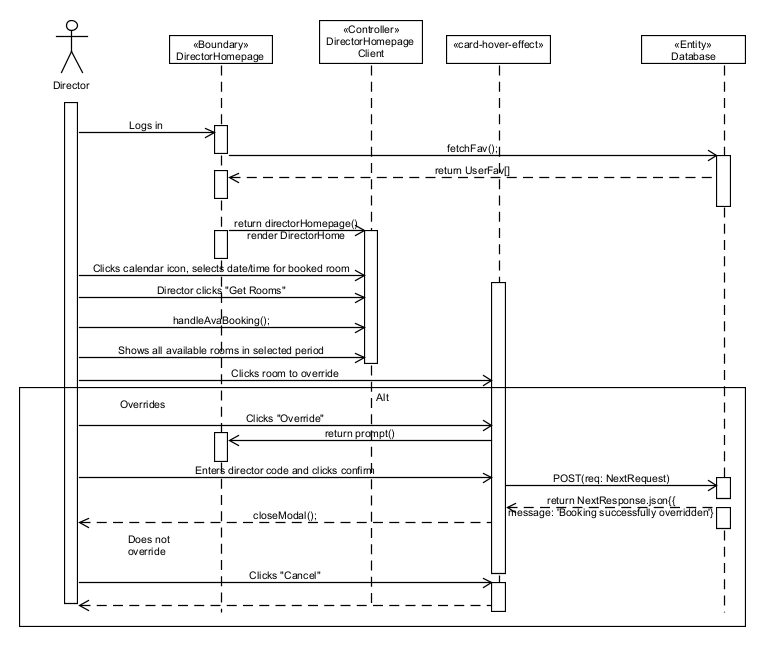 «Boundary»
DirectorHomepage
«Controller»
DirectorHomepage
Client
«card-hover-effect»
«Entity»
Database
Director
Logs in
fetchFav();
return UserFav[]
return directorHomepage()
render DirectorHome
Clicks calendar icon, selects date/time for booked room
Director clicks "Get Rooms"
handleAvaBooking();
Shows all available rooms in selected period
Clicks room to override
Alt
Overrides
Clicks "Override"
return prompt()
Enters director code and clicks confirm
POST(req: NextRequest)
return NextResponse.json{{
message: 'Booking successfully overridden'}
closeModal();
Does not
override
Clicks "Cancel"